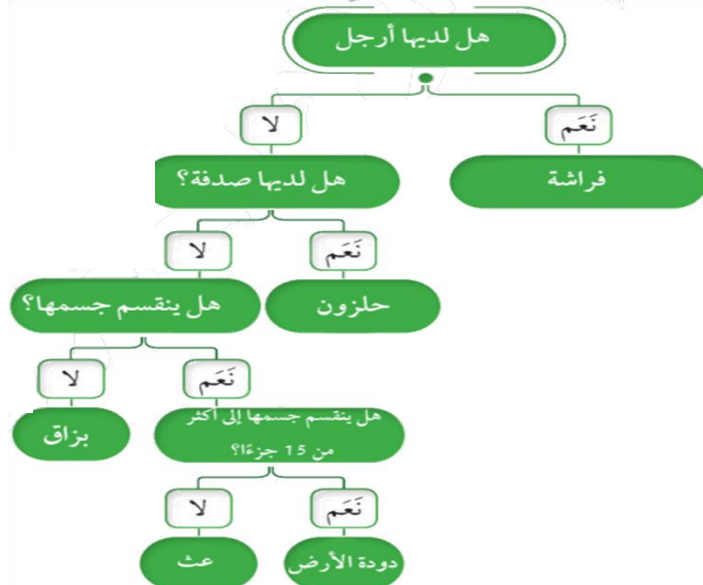 هل لديها أرجل
نَعَم
لا
فراشة
هل لديها صدفة؟
نَعَم
لا
حلزون
هل ينقسم جسمها؟
نَعَم
لا
هل ينقسم جسمها إلى أكثر
من 15 جزءًا؟
بزاق
نَعَم
لا
دودة الأرض
عث